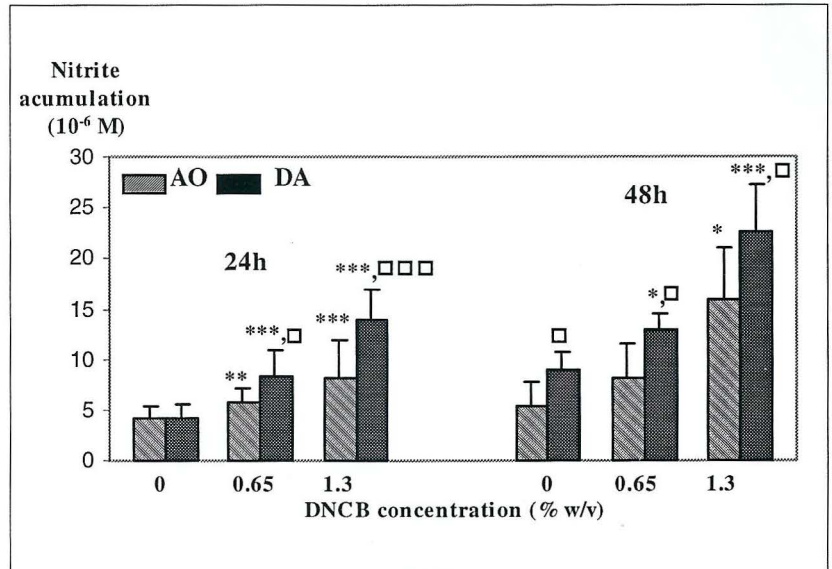 Nitrite
acumulation
(10⁻⁶ M)
30
25
20
15
10
5
0
AO DA
24h
48h
**
***,□
***
***,□□□
□
*,□
*
***,□
0 0.65 1.3 0 0.65 1.3
DNCB concentration (% w/v)